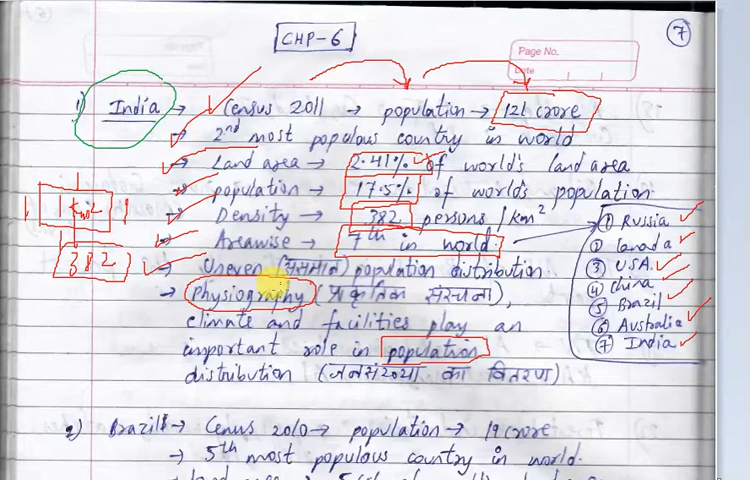 CHP-6
7
Page No.
Date
1) India → Census 2011 → population → 121 crore
→ 2nd most populous country in world
→ Land area → 2.41% of world's land area
→ population → 17.5% of world's population
→ Density → 382 persons / km²
→ Areawise → 7th in world
→ Uneven (असमान) population distribution
→ Physiography (प्राकृतिक संरचना),
climate and facilities play an
important role in population
distribution (जनसंख्या का वितरण)
① Russia
② Canada
③ USA
④ China
⑤ Brazil
⑥ Australia
⑦ India
382
2) Brazil → Cenus 2010 → population → 19 crore
→ 5th most populous country in world.